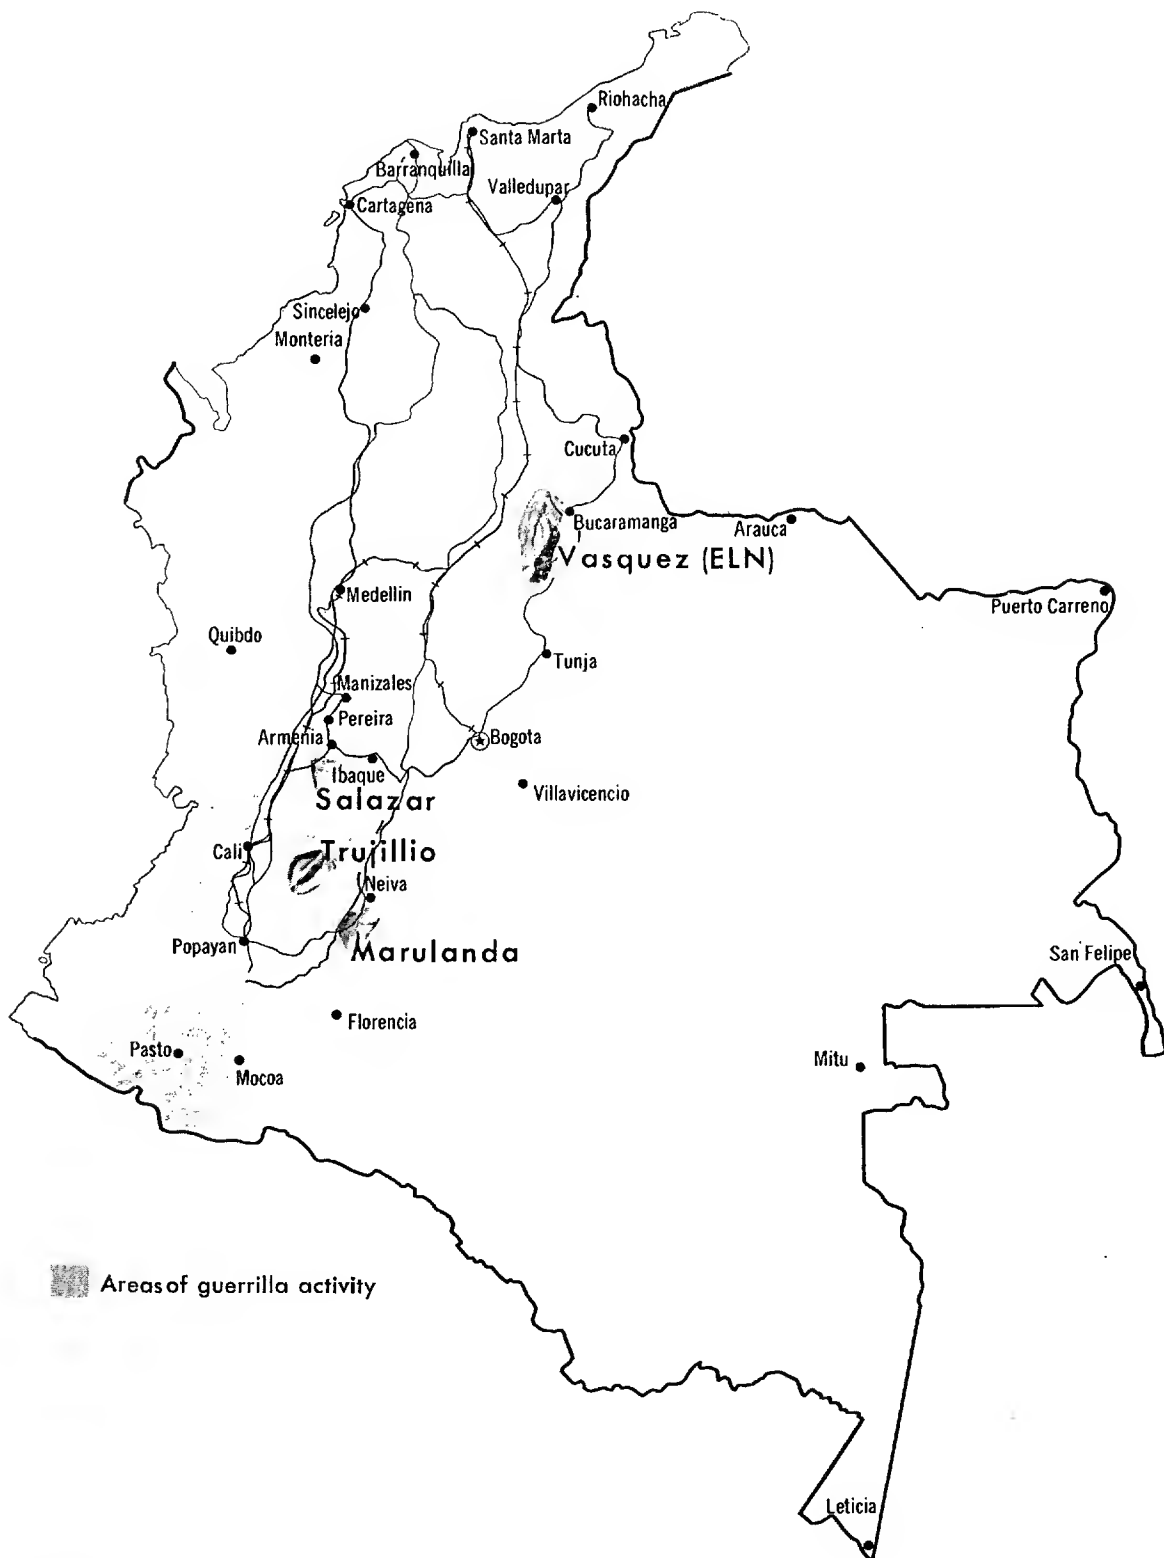 Riohacha
Santa Marta
Barranquilla
Valledupar
Cartagena
Sincelejo
Monteria
Cucuta
Bucaramanga
Arauca
Vasquez (ELN)
Puerto Carreno
Medellin
Quibdo
Tunja
Manizales
Pereira
Armenia
Bogota
Ibaque
Villavicencio
Salazar
Cali
Trujillio
Neiva
Popayan
Marulanda
San Felipe
Florencia
Pasto
Mocoa
Mitu
Areas of guerrilla activity
Leticia